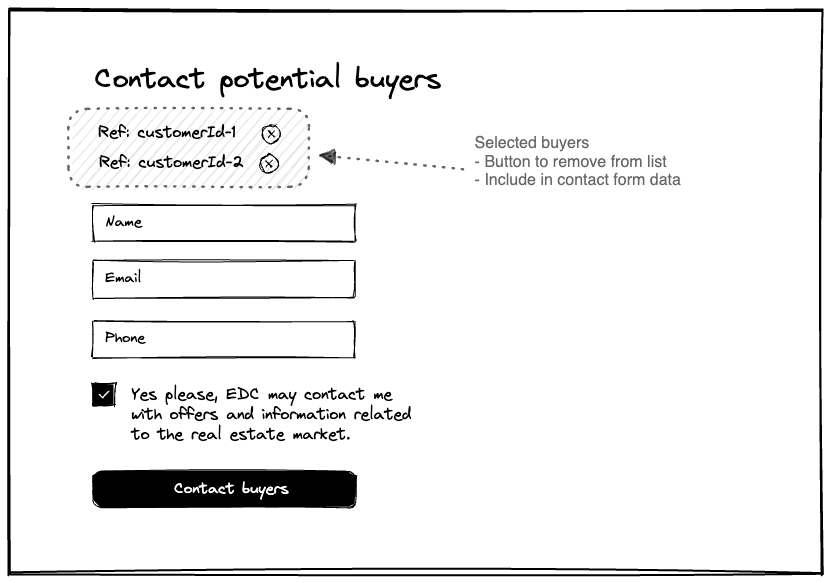 Contact potential buyers
Ref: customerId-1
Ref: customerId-2
Selected buyers
- Button to remove from list
- Include in contact form data
Name
Email
Phone
Yes please, EDC may contact me
with offers and information related
to the real estate market.
Contact buyers